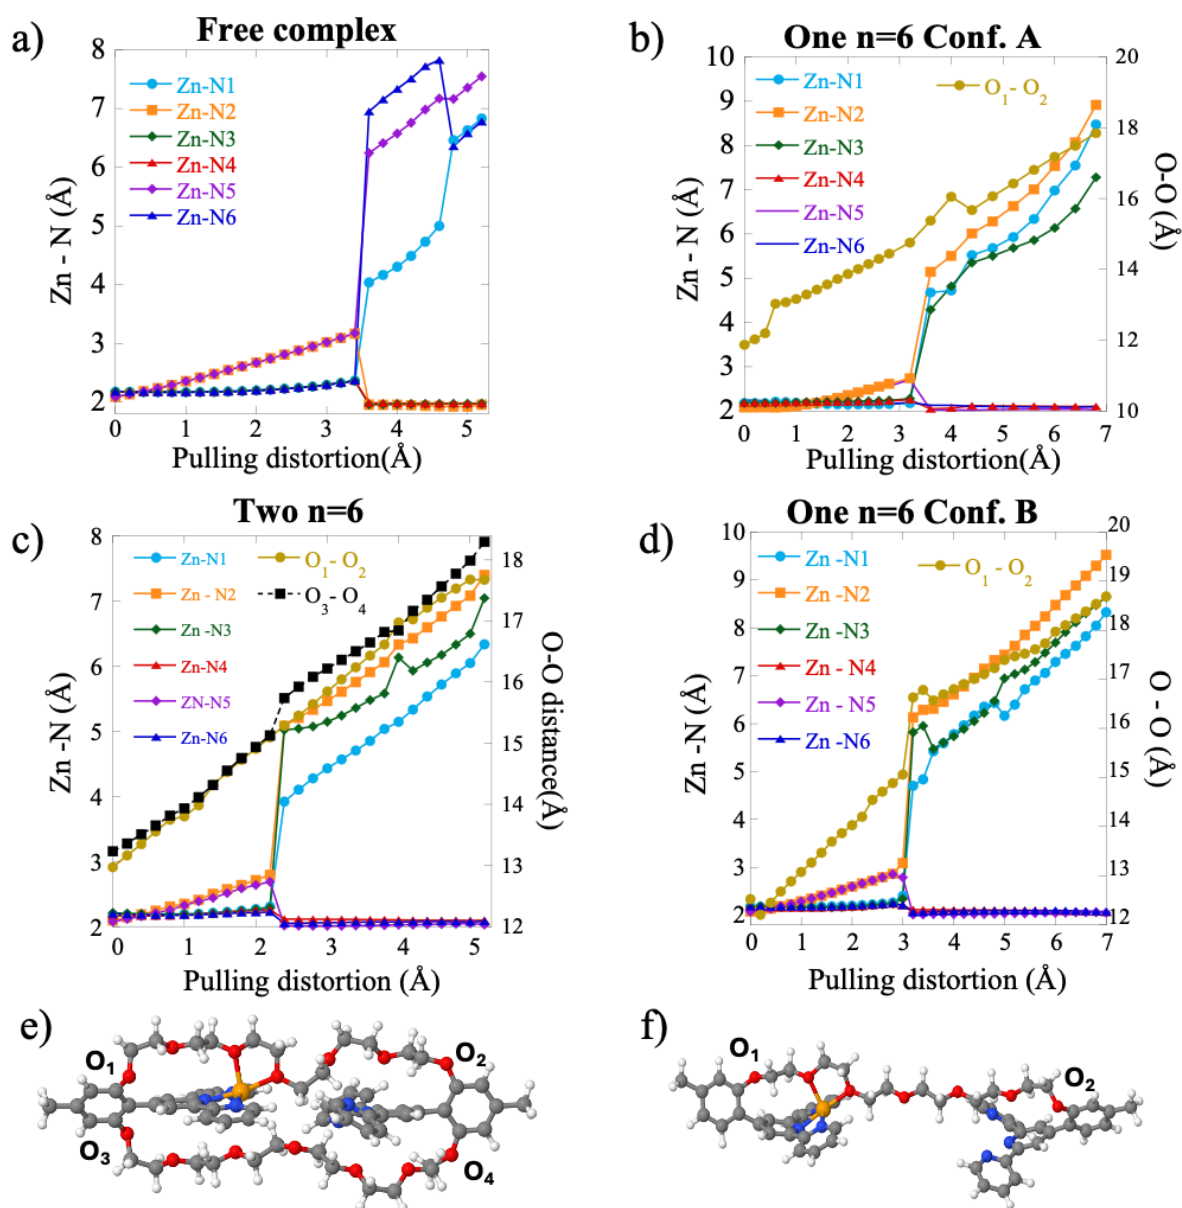 a)
Free complex
Zn - N (Å)
8
7
6
5
4
3
2
Zn-N1
Zn-N2
Zn-N3
Zn-N4
Zn-N5
Zn-N6
0 1 2 3 4 5
Pulling distortion(Å)
b)
One n=6 Conf. A
Zn - N (Å)
10
9
8
7
6
5
4
3
2
Zn-N1
Zn-N2
Zn-N3
Zn-N4
Zn-N5
Zn-N6
O1 - O2
20
18
16
14
12
10
O-O (Å)
0 1 2 3 4 5 6 7
Pulling distortion(Å)
c)
Two n=6
Zn -N (Å)
8
7
6
5
4
3
2
Zn-N1
Zn - N2
Zn -N3
Zn-N4
ZN-N5
Zn-N6
O1 - O2
O3 - O4
18
17
16
15
14
13
12
O-O distance(Å)
0 1 2 3 4 5
Pulling distance (Å)
d)
One n=6 Conf. B
Zn -N (Å)
10
9
8
7
6
5
4
3
2
Zn -N1
Zn -N2
Zn -N3
Zn - N4
Zn - N5
Zn -N6
O1 - O2
20
19
18
17
16
15
14
13
12
O - O (Å)
0 1 2 3 4 5 6 7
Pulling distortion (Å)
e)
O1
O2
O3
O4
f)
O1
O2